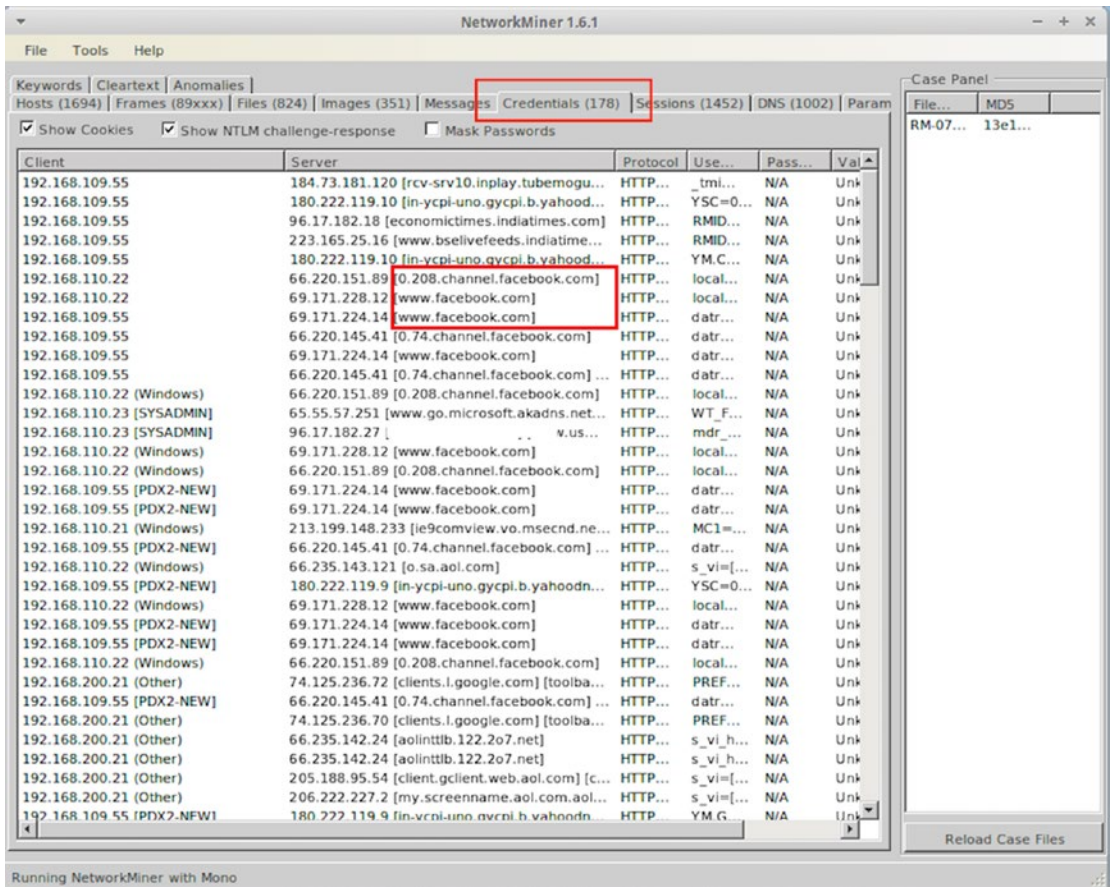 NetworkMiner 1.6.1
File Tools Help
Keywords Cleartext Anomalies
Hosts (1694) Frames (89xxx) Files (824) Images (351) Messages Credentials (178) Sessions (1452) DNS (1002) Param
Show Cookies Show NTLM challenge-response Mask Passwords
Client Server Protocol Use... Pass... Val
192.168.109.55 184.73.181.120 [rcv-srv10.inplay.tubemogu... HTTP... _tmi... N/A Unk
192.168.109.55 180.222.119.10 [in-ycpi-uno.gycpi.b.yahood... HTTP... YSC=0... N/A Unk
192.168.109.55 96.17.182.18 [economictimes.indiatimes.com] HTTP... RMID... N/A Unk
192.168.109.55 223.165.25.16 [www.bselivefeeds.indiatime... HTTP... RMID... N/A Unk
192.168.109.55 180.222.119.10 [in-ycpi-uno.gycpi.b.yahood... HTTP... YM.C... N/A Unk
192.168.110.22 66.220.151.89 [0.208.channel.facebook.com] HTTP... local... N/A Unk
192.168.110.22 69.171.228.12 [www.facebook.com] HTTP... local... N/A Unk
192.168.109.55 69.171.224.14 [www.facebook.com] HTTP... datr... N/A Unk
192.168.109.55 66.220.145.41 [0.74.channel.facebook.com] HTTP... datr... N/A Unk
192.168.109.55 69.171.224.14 [www.facebook.com] HTTP... datr... N/A Unk
192.168.109.55 66.220.145.41 [0.74.channel.facebook.com] ... HTTP... datr... N/A Unk
192.168.110.22 (Windows) 66.220.151.89 [0.208.channel.facebook.com] HTTP... local... N/A Unk
192.168.110.23 [SYSADMIN] 65.55.57.251 [www.go.microsoft.akadns.net... HTTP... WT_F... N/A Unk
192.168.110.23 [SYSADMIN] 96.17.182.27 [ HTTP... mdr_... N/A Unk
192.168.110.22 (Windows) 69.171.228.12 [www.facebook.com] HTTP... local... N/A Unk
192.168.110.22 (Windows) 66.220.151.89 [0.208.channel.facebook.com] HTTP... local... N/A Unk
192.168.109.55 [PDX2-NEW] 69.171.224.14 [www.facebook.com] HTTP... datr... N/A Unk
192.168.109.55 [PDX2-NEW] 69.171.224.14 [www.facebook.com] HTTP... datr... N/A Unk
192.168.110.21 (Windows) 213.199.148.233 [ie9comview.vo.msecnd.ne... HTTP... MC1=... N/A Unk
192.168.109.55 [PDX2-NEW] 66.220.145.41 [0.74.channel.facebook.com] ... HTTP... datr... N/A Unk
192.168.110.22 (Windows) 66.235.143.121 [o.sa.aol.com] HTTP... s_vi=[... N/A Unk
192.168.109.55 [PDX2-NEW] 180.222.119.9 [in-ycpi-uno.gycpi.b.yahoodn... HTTP... YSC=0... N/A Unk
192.168.110.22 (Windows) 69.171.228.12 [www.facebook.com] HTTP... local... N/A Unk
192.168.109.55 [PDX2-NEW] 69.171.224.14 [www.facebook.com] HTTP... datr... N/A Unk
192.168.109.55 [PDX2-NEW] 69.171.224.14 [www.facebook.com] HTTP... datr... N/A Unk
192.168.110.22 (Windows) 66.220.151.89 [0.208.channel.facebook.com] HTTP... local... N/A Unk
192.168.200.21 (Other) 74.125.236.72 [clients.l.google.com] [toolba... HTTP... PREF... N/A Unk
192.168.109.55 [PDX2-NEW] 66.220.145.41 [0.74.channel.facebook.com] ... HTTP... datr... N/A Unk
192.168.200.21 (Other) 74.125.236.70 [clients.l.google.com] [toolba... HTTP... PREF... N/A Unk
192.168.200.21 (Other) 66.235.142.24 [aolinttlb.122.2o7.net] HTTP... s_vi_h... N/A Unk
192.168.200.21 (Other) 66.235.142.24 [aolinttlb.122.2o7.net] HTTP... s_vi_h... N/A Unk
192.168.200.21 (Other) 205.188.95.54 [client.gclient.web.aol.com] [c... HTTP... s_vi=[... N/A Unk
192.168.200.21 (Other) 206.222.227.2 [my.screenname.aol.com.aol... HTTP... s_vi=[... N/A Unk
192.168.109.55 [PDX2-NEW] 180.222.119.9 [in-ycpi-uno.gycpi.b.yahoodn... HTTP... YM.G... N/A Unk
Case Panel
File... MD5
RM-07... 13e1...
Reload Case Files
Running NetworkMiner with Mono